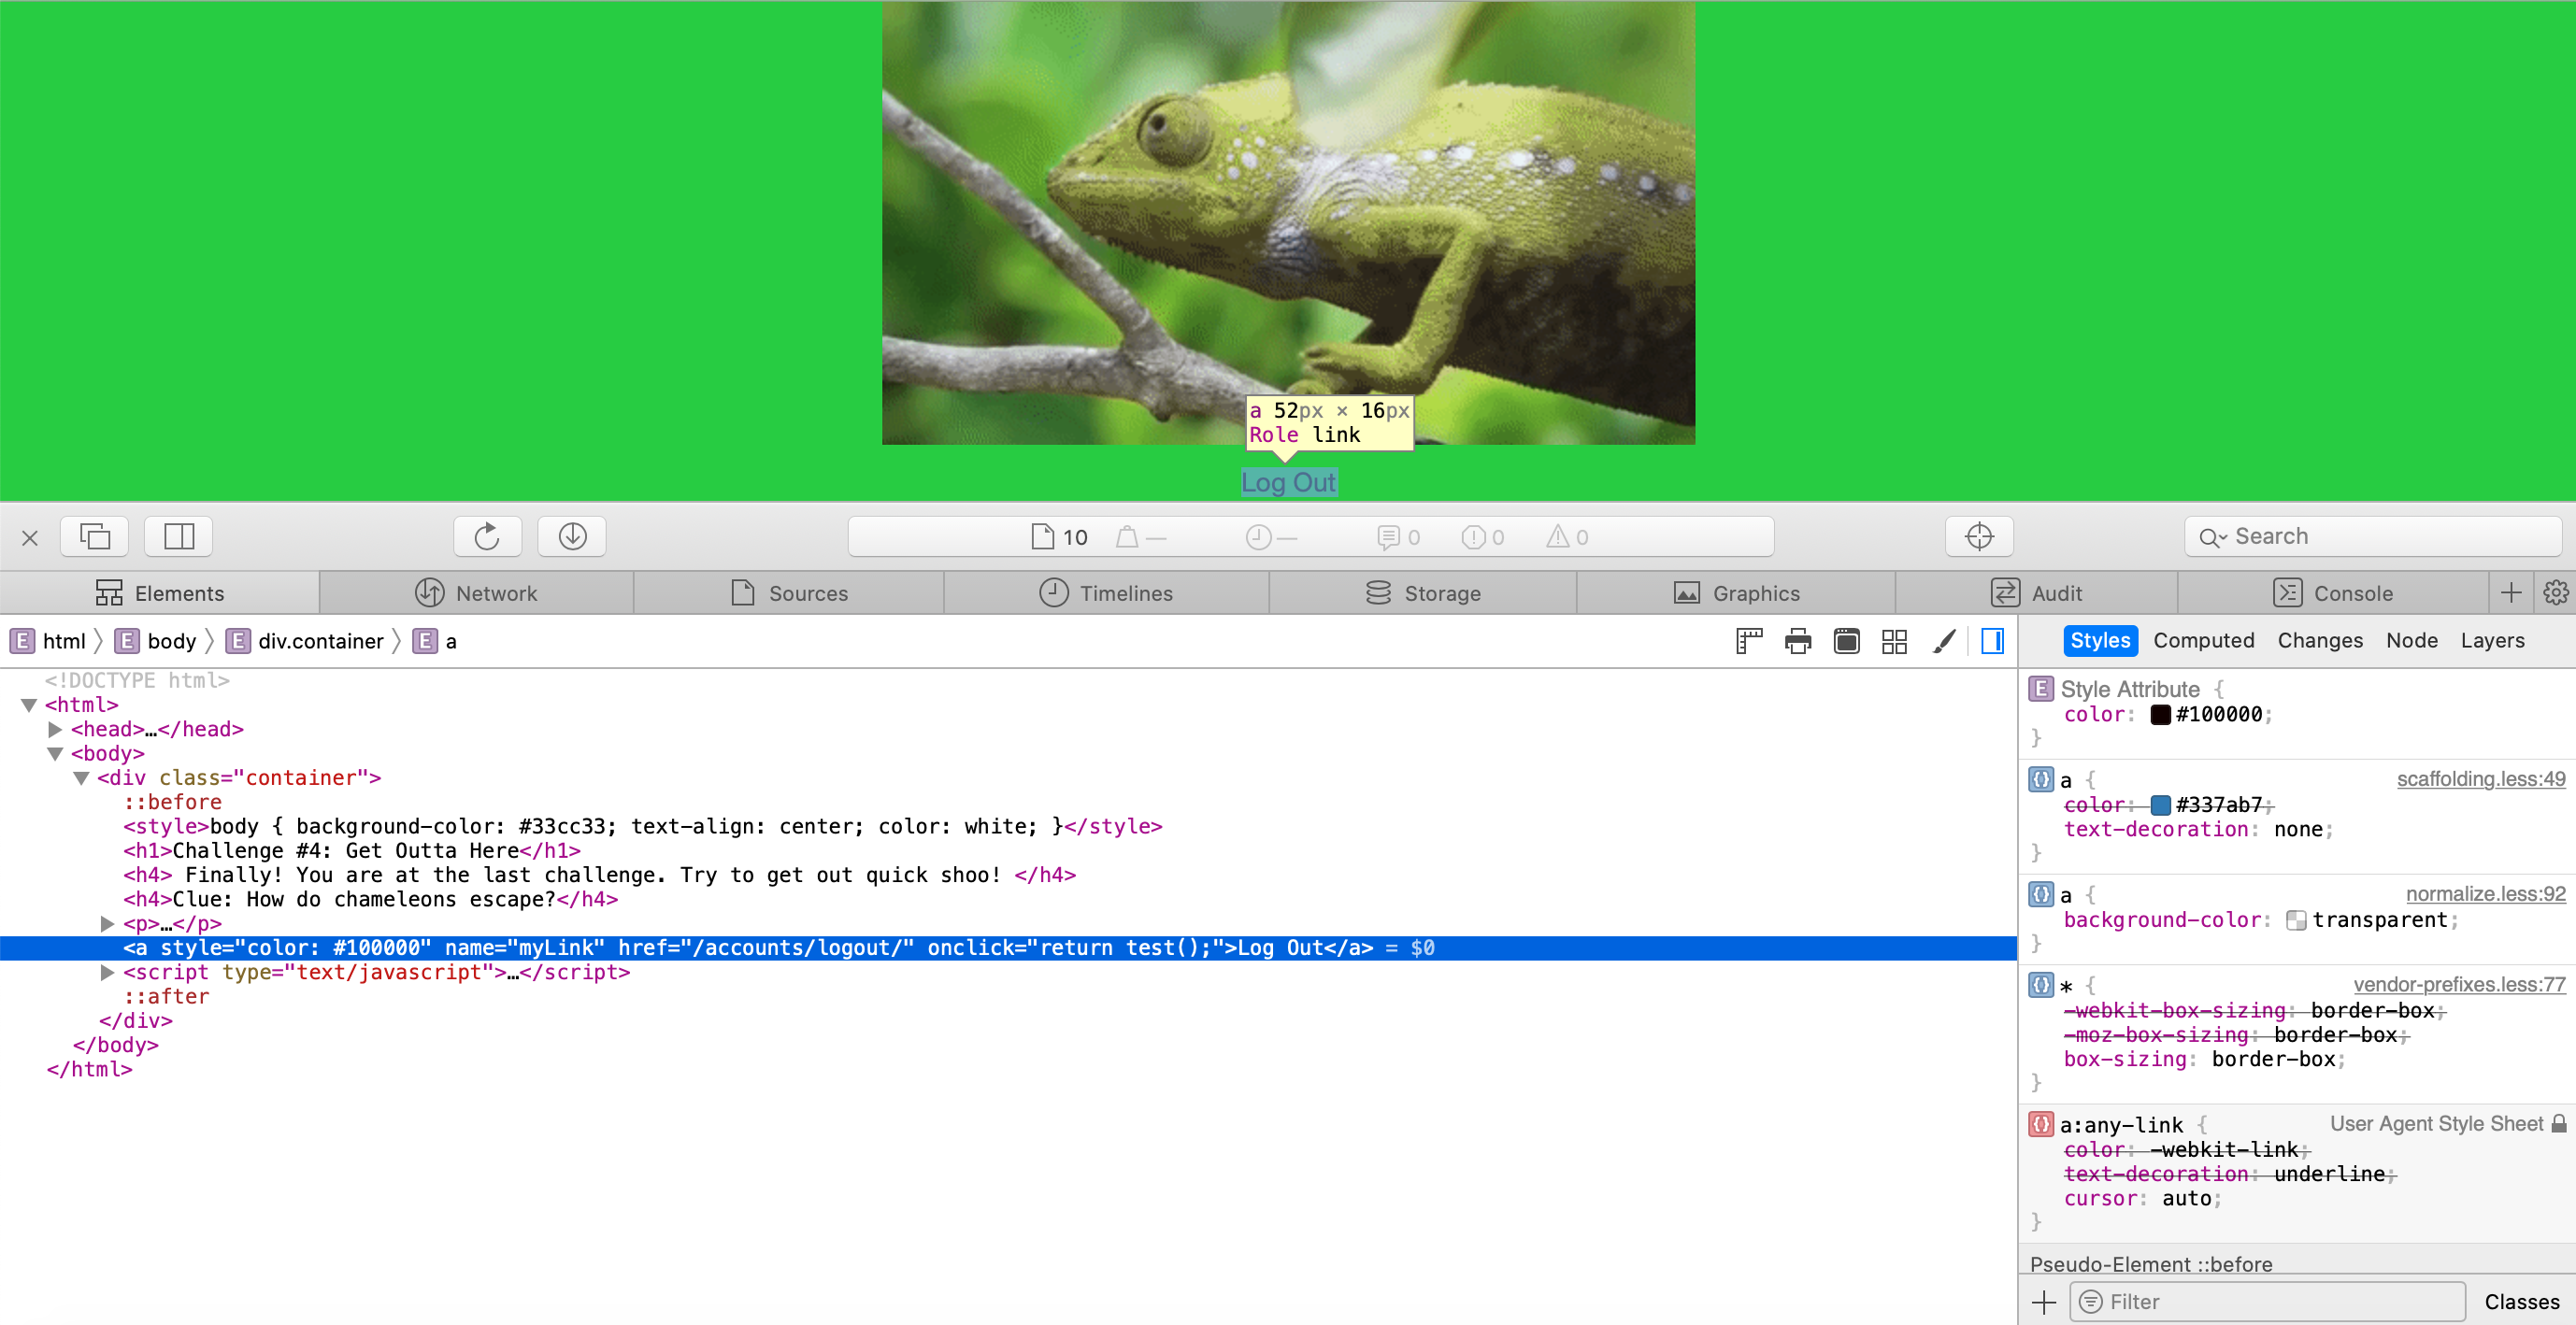 a 52px × 16px
Role link
Log Out
10 — — 0 0 0
Search
Elements Network Sources Timelines Storage Graphics Audit Console
E html E body E div.container E a
Styles Computed Changes Node Layers
<!DOCTYPE html>
<html>
<head>…</head>
<body>
<div class="container">
::before
<style>body { background-color: #33cc33; text-align: center; color: white; }</style>
<h1>Challenge #4: Get Outta Here</h1>
<h4> Finally! You are at the last challenge. Try to get out quick shoo! </h4>
<h4>Clue: How do chameleons escape?</h4>
<p>…</p>
<a style="color: #100000" name="myLink" href="/accounts/logout/" onclick="return test();">Log Out</a> = $0
<script type="text/javascript">…</script>
::after
</div>
</body>
</html>
E Style Attribute {
color: #100000;
}
a { scaffolding.less:49
color: #337ab7;
text-decoration: none;
}
a { normalize.less:92
background-color: transparent;
}
* { vendor-prefixes.less:77
-webkit-box-sizing: border-box;
-moz-box-sizing: border-box;
box-sizing: border-box;
}
a:any-link { User Agent Style Sheet
color: -webkit-link;
text-decoration: underline;
cursor: auto;
}
Pseudo-Element ::before
Filter Classes